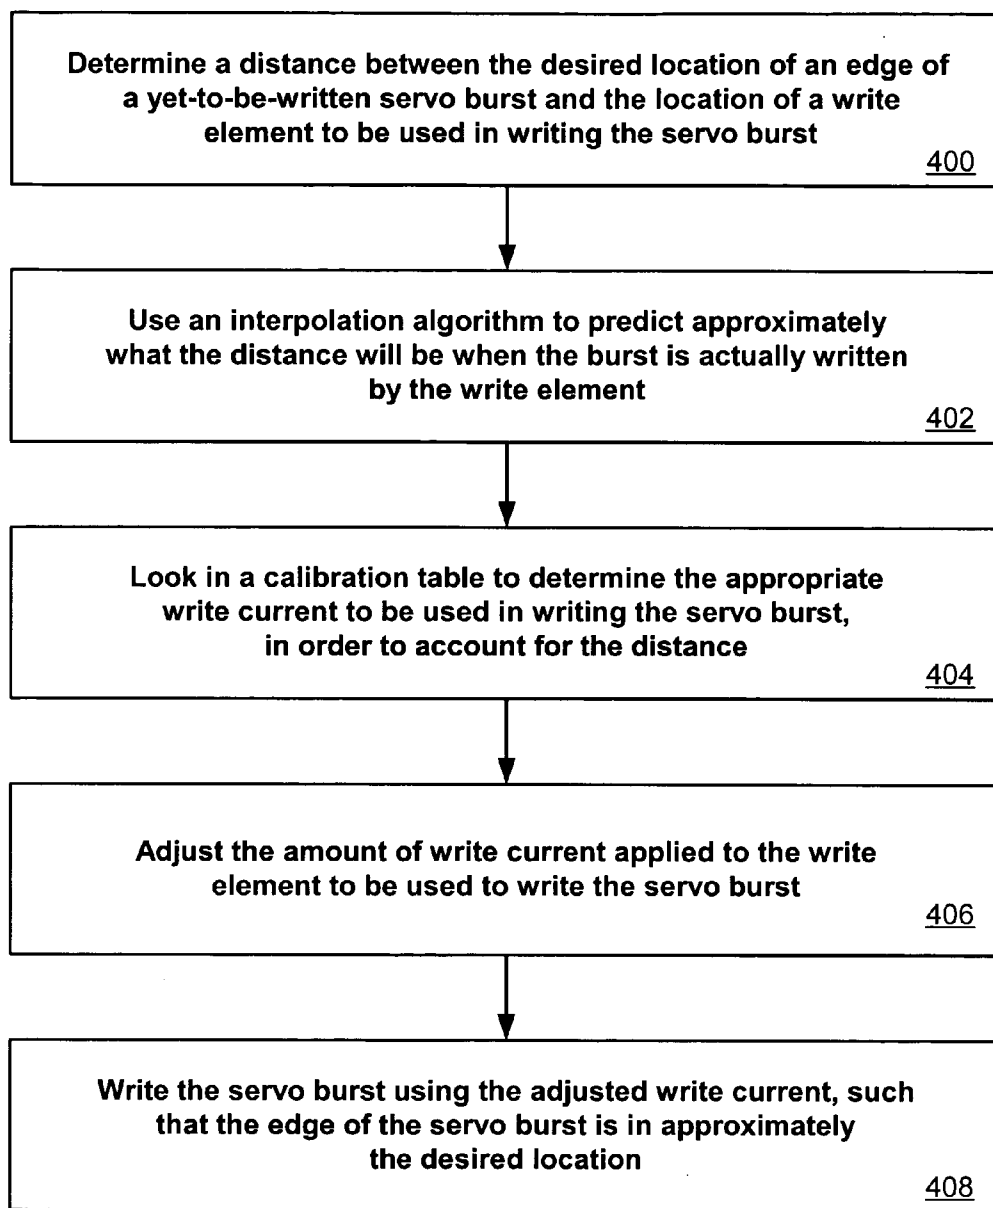 Determine a distance between the desired location of an edge of
a yet-to-be-written servo burst and the location of a write
element to be used in writing the servo burst
400
Use an interpolation algorithm to predict approximately
what the distance will be when the burst is actually written
by the write element
402
Look in a calibration table to determine the appropriate
write current to be used in writing the servo burst,
in order to account for the distance
404
Adjust the amount of write current applied to the write
element to be used to write the servo burst
406
Write the servo burst using the adjusted write current, such
that the edge of the servo burst is in approximately
the desired location
408